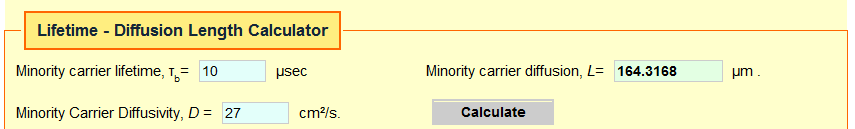 Lifetime - Diffusion Length Calculator
Minority carrier lifetime, τb= 10 µsec Minority carrier diffusion, L= 164.3168 µm .
Minority Carrier Diffusivity, D = 27 cm²/s. Calculate